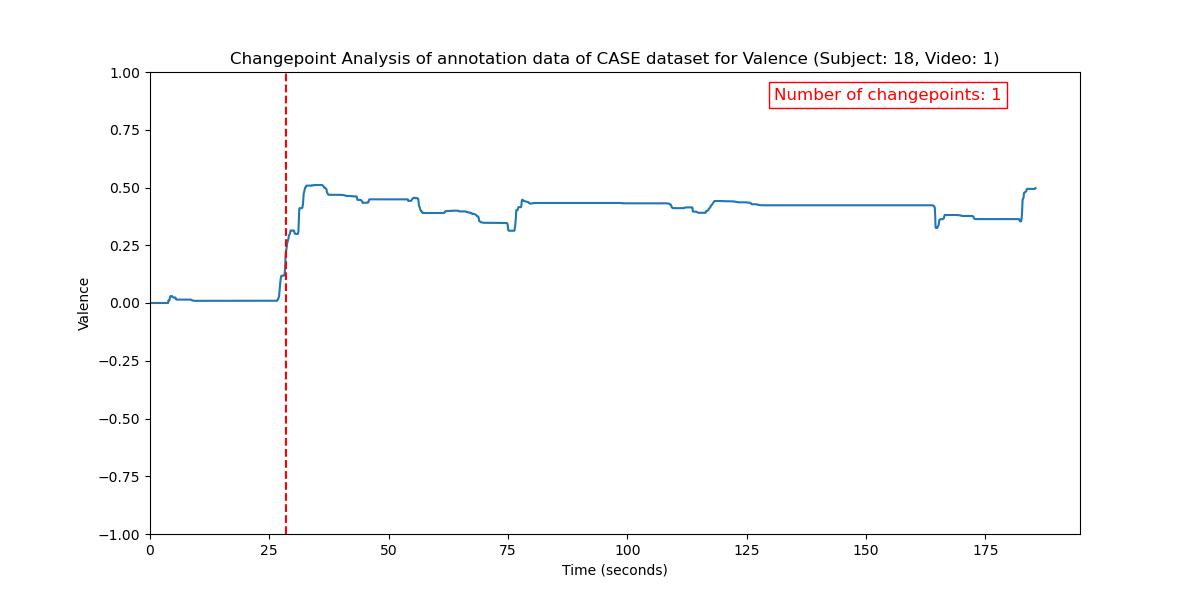 Changepoint Analysis of annotation data of CASE dataset for Valence (Subject: 18, Video: 1)
Number of changepoints: 1
Valence
1.00
0.75
0.50
0.25
0.00
−0.25
−0.50
−0.75
−1.00
0 25 50 75 100 125 150 175
Time (seconds)